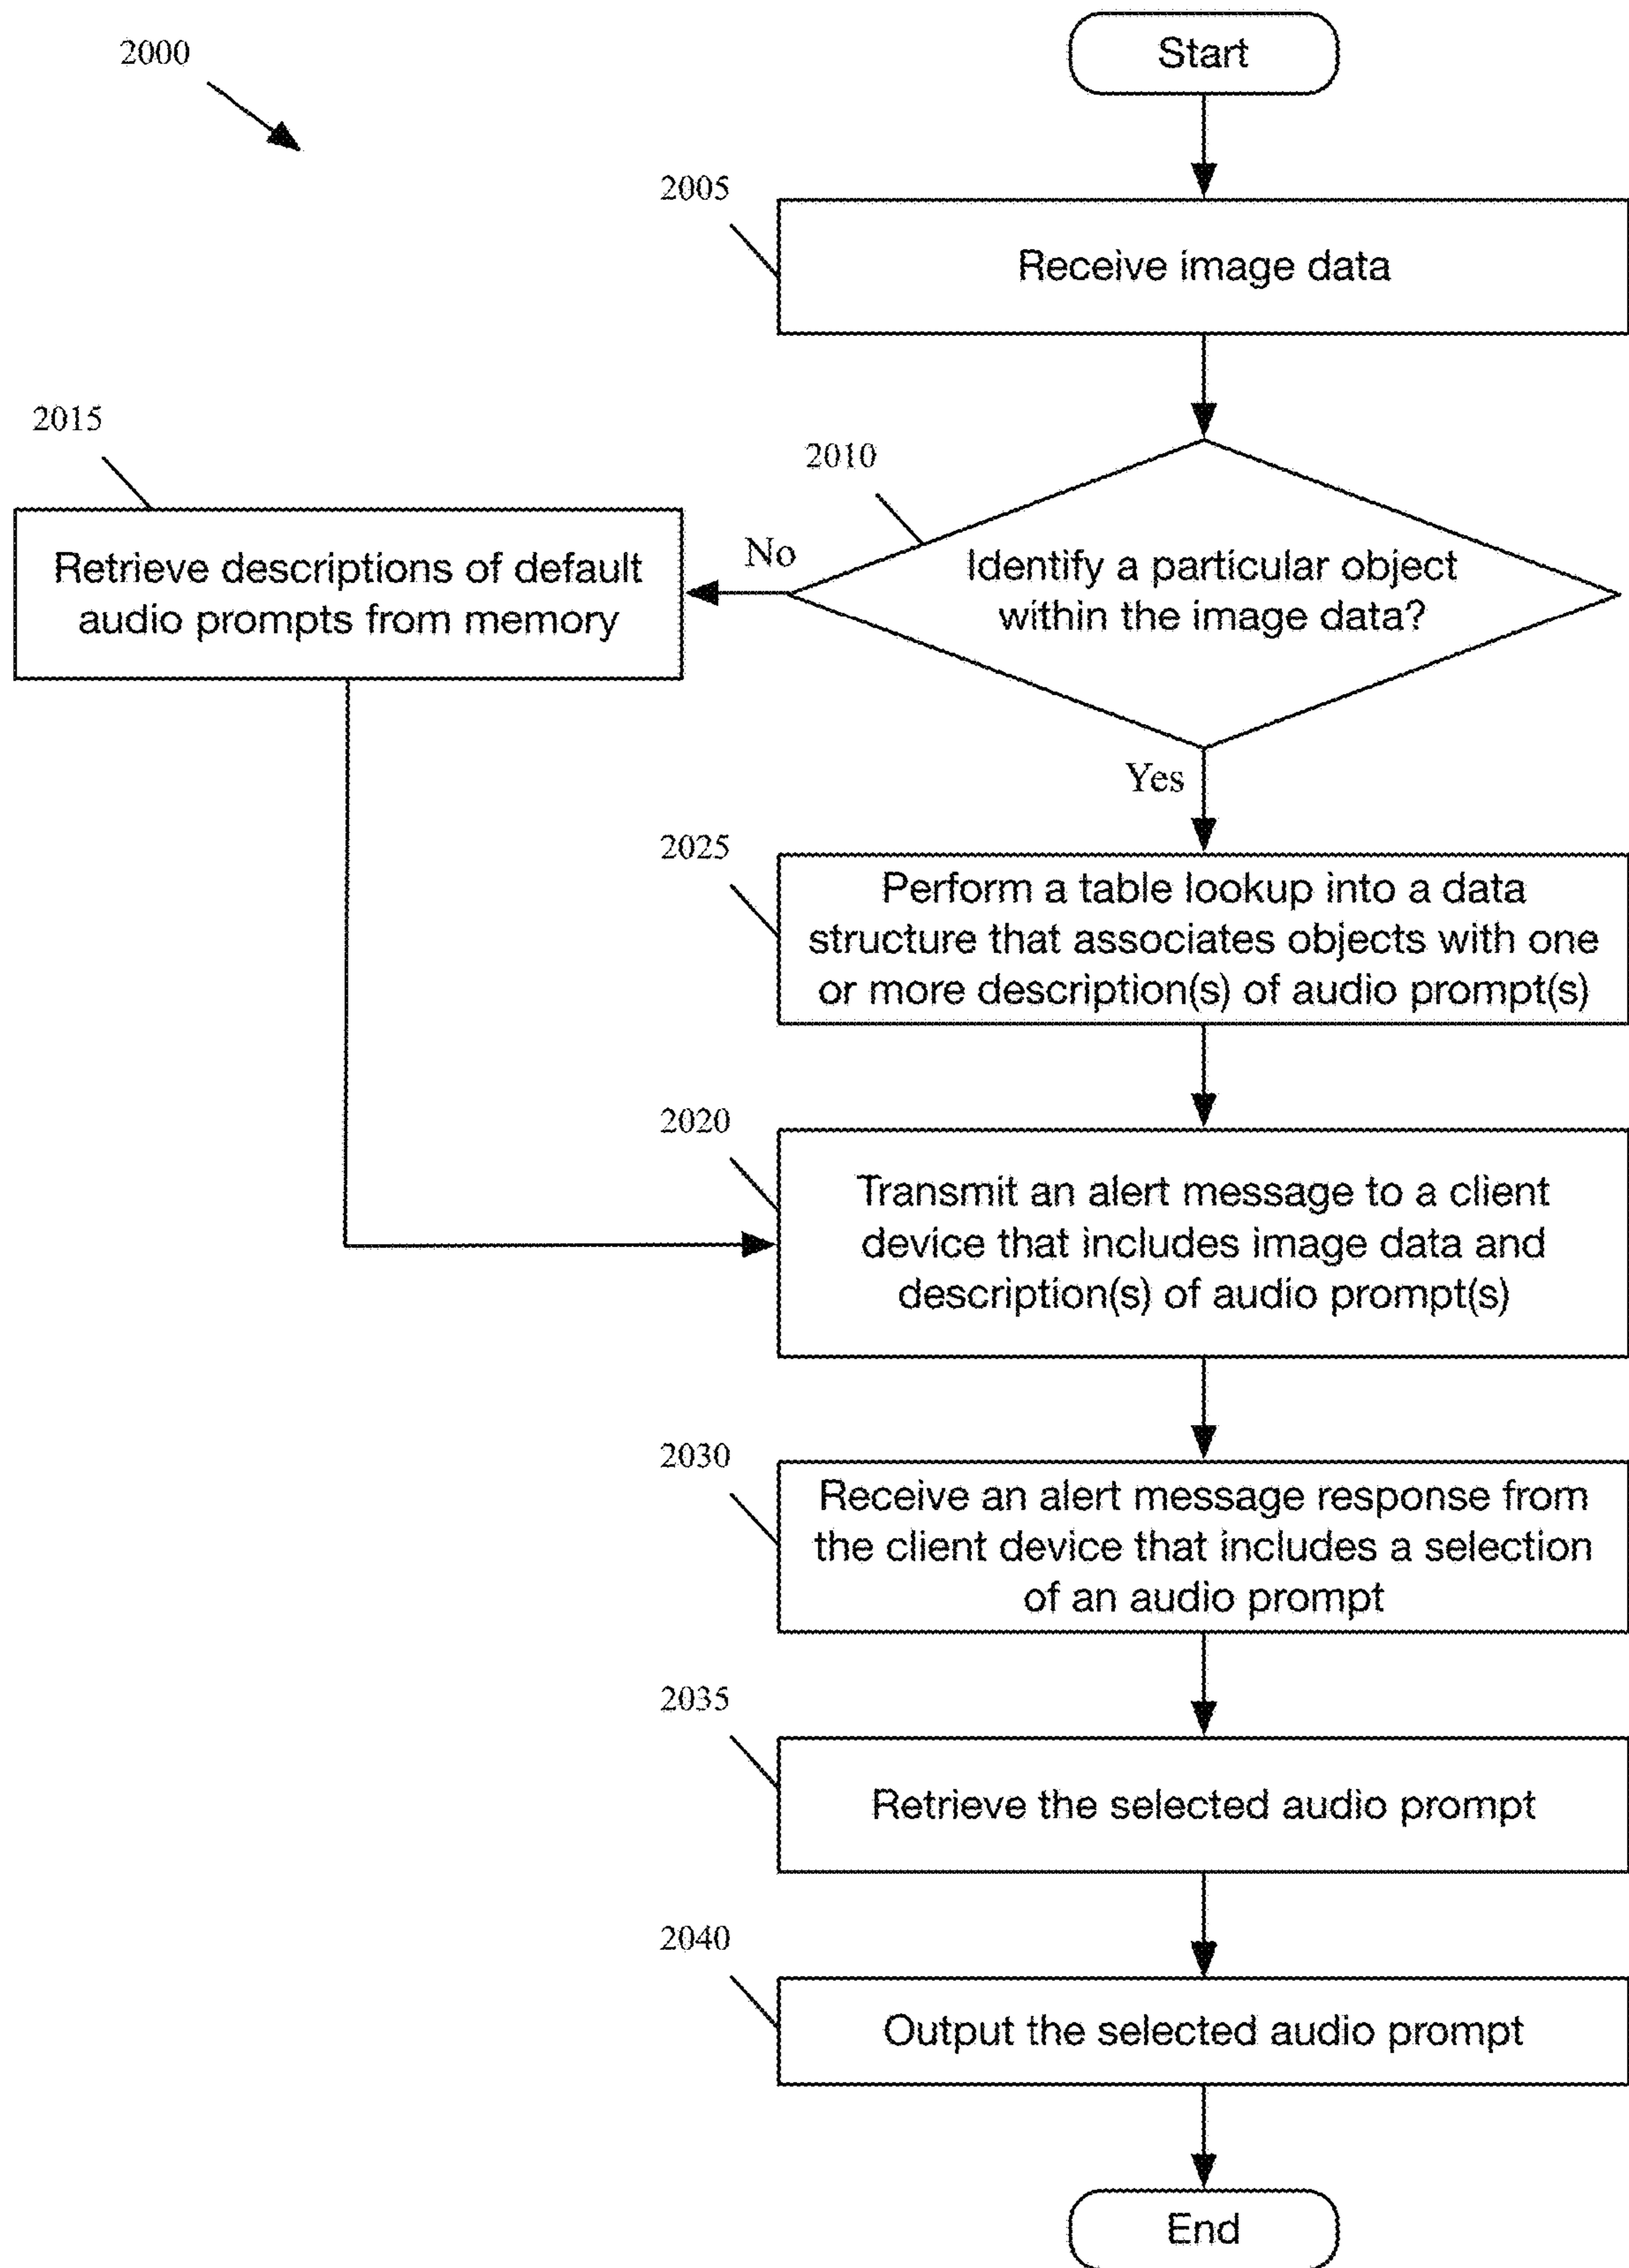 2000
Start
2005
Receive image data
2015
2010
No
Identify a particular object
within the image data?
Retrieve descriptions of default
audio prompts from memory
Yes
2025
Perform a table lookup into a data
structure that associates objects with one
or more description(s) of audio prompt(s)
2020
Transmit an alert message to a client
device that includes image data and
description(s) of audio prompt(s)
2030
Receive an alert message response from
the client device that includes a selection
of an audio prompt
2035
Retrieve the selected audio prompt
2040
Output the selected audio prompt
End